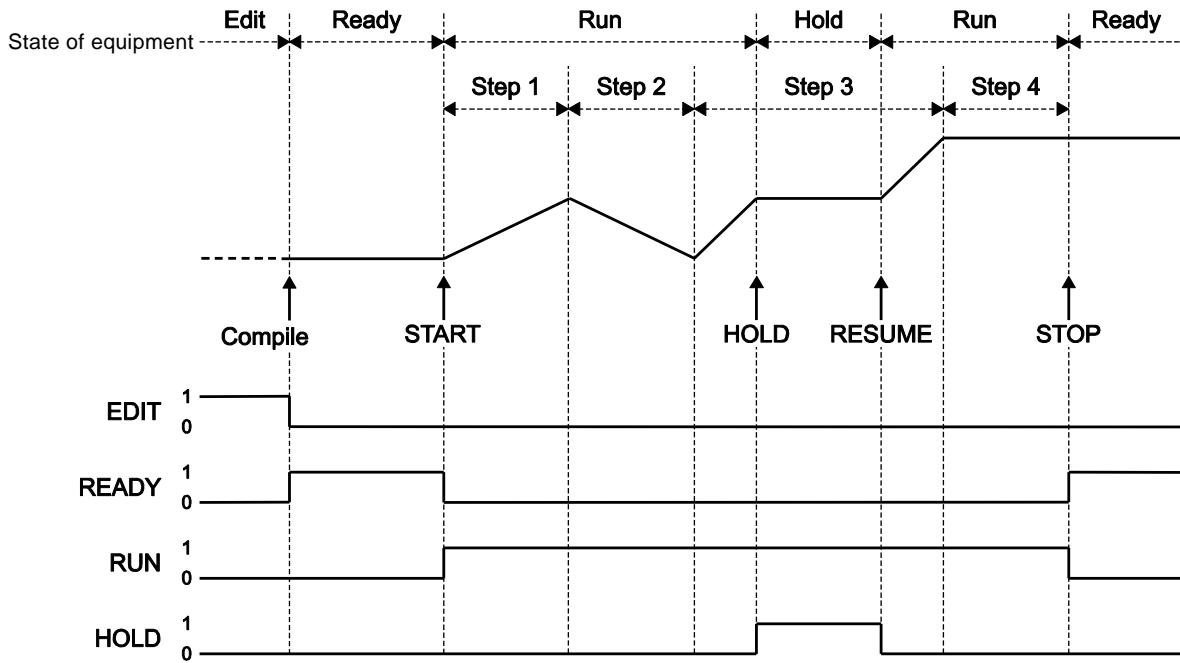 Edit Ready Run Hold Run Ready
State of equipment
Step 1 Step 2 Step 3 Step 4
Compile START HOLD RESUME STOP
EDIT 1
0
READY 1
0
RUN 1
0
HOLD 1
0